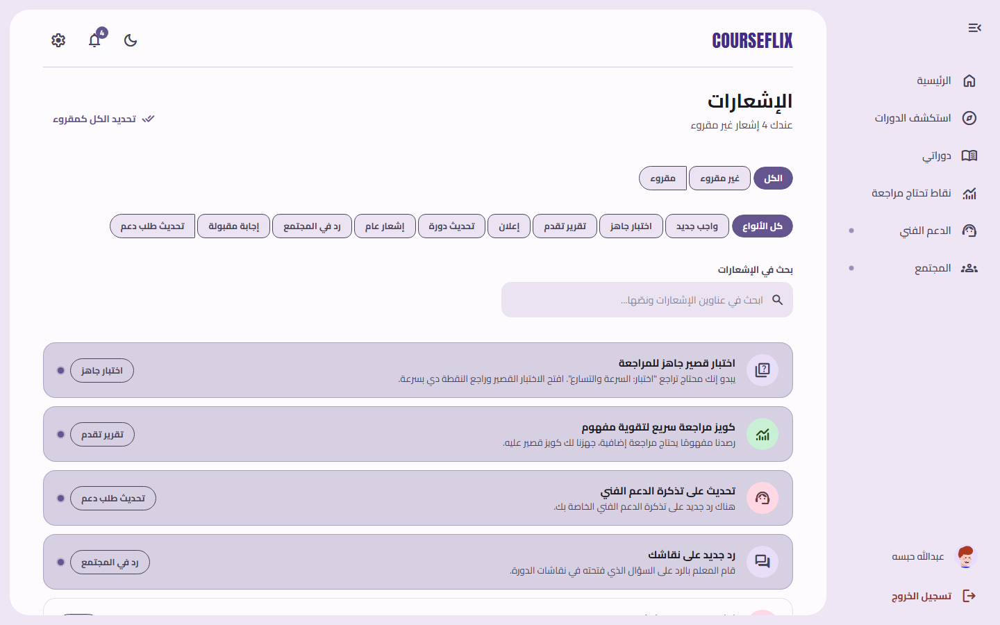 COURSEFLIX
4
الإشعارات
عندك 4 إشعار غير مقروء
تحديد الكل كمقروء
الكل
غير مقروء
مقروء
كل الأنواع
واجب جديد
اختبار جاهز
تقرير تقدم
إعلان
تحديث دورة
إشعار عام
رد في المجتمع
إجابة مقبولة
تحديث طلب دعم
بحث في الإشعارات
ابحث في عناوين الإشعارات ونصّها...
اختبار قصير جاهز للمراجعة
يبدو إنك محتاج تراجع "اختبار: السرعة والتسارع". افتح الاختبار القصير وراجع النقطة دي بسرعة.
اختبار جاهز
كويز مراجعة سريع لتقوية مفهوم
رصدنا مفهومًا يحتاج مراجعة إضافية، جهزنا لك كويز قصير عليه.
تقرير تقدم
تحديث على تذكرة الدعم الفني
هناك رد جديد على تذكرة الدعم الفني الخاصة بك.
تحديث طلب دعم
رد جديد على نقاشك
قام المعلم بالرد على السؤال الذي فتحته في نقاشات الدورة.
رد في المجتمع
الرئيسية
استكشف الدورات
دوراتي
نقاط تحتاج مراجعة
الدعم الفني
المجتمع
عبدالله حبسه
تسجيل الخروج